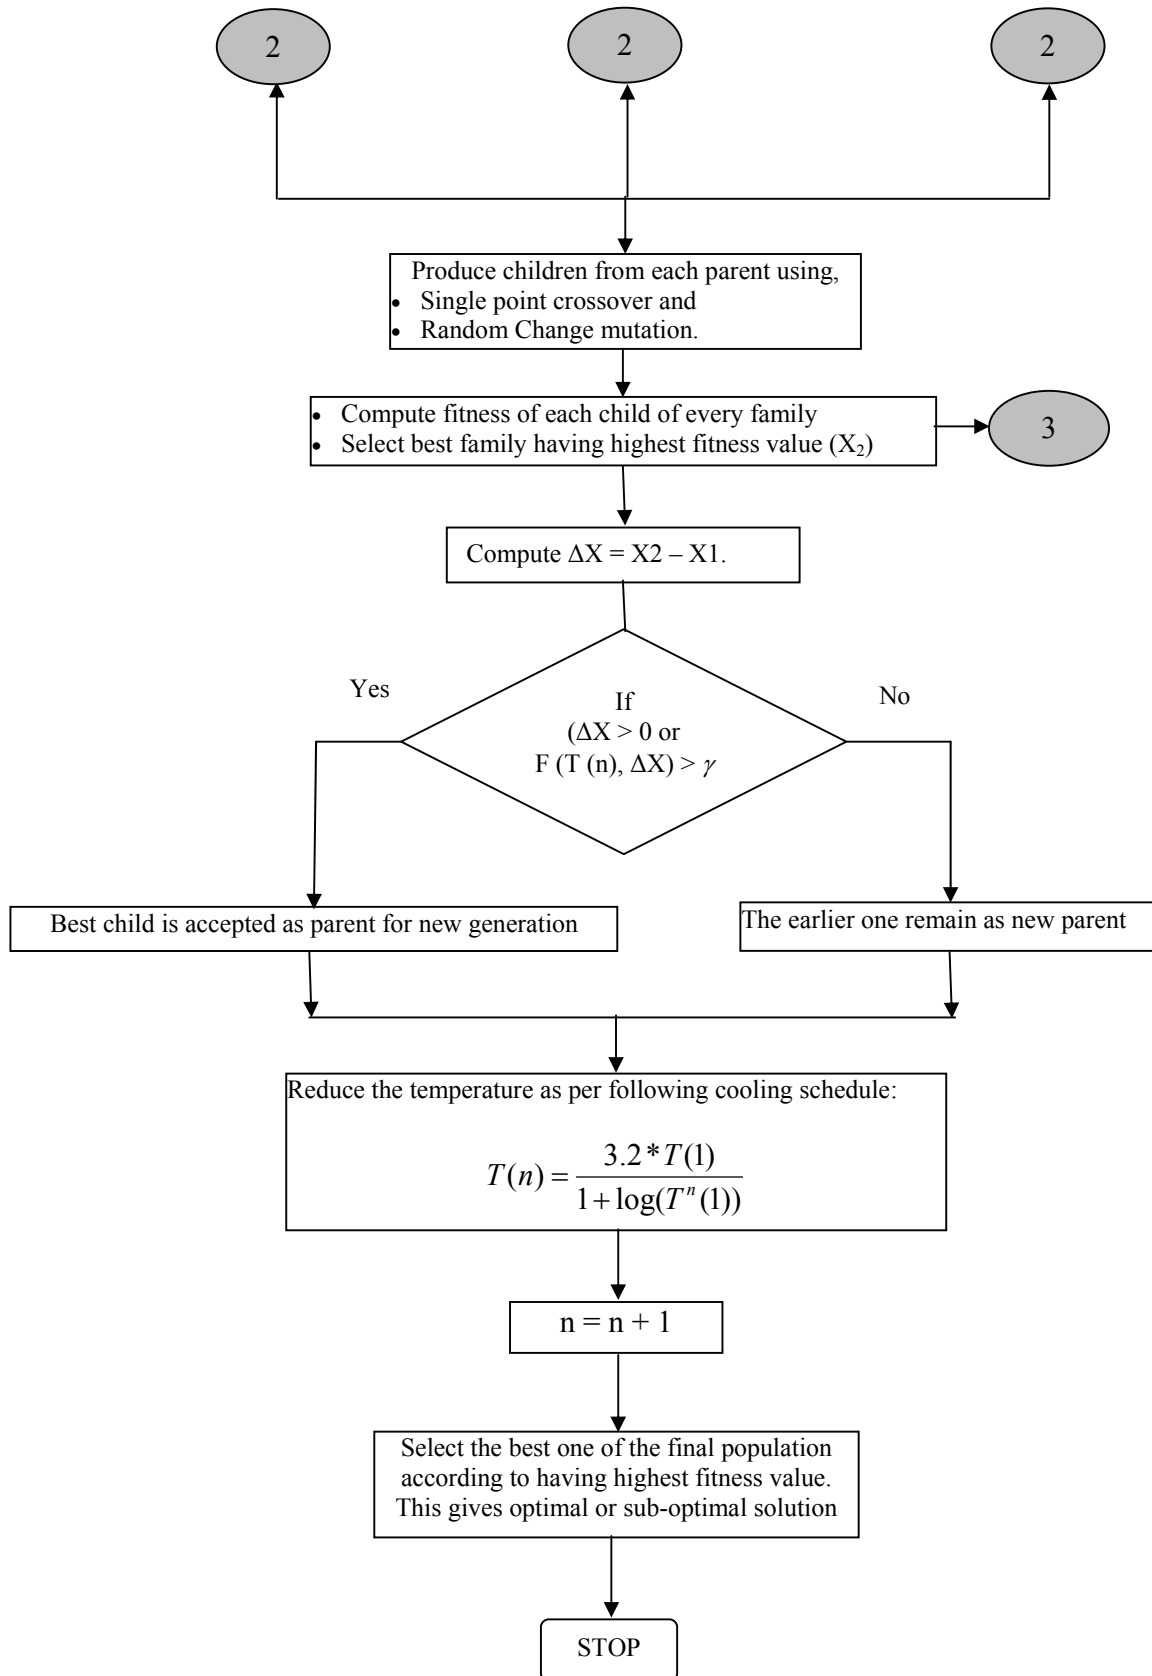 2
2
2
Produce children from each parent using,
• Single point crossover and
• Random Change mutation.
• Compute fitness of each child of every family
• Select best family having highest fitness value (X₂)
3
Compute ΔX = X2 – X1.
Yes
If
(ΔX > 0 or
F (T (n), ΔX) > γ
No
Best child is accepted as parent for new generation
The earlier one remain as new parent
Reduce the temperature as per following cooling schedule:
T(n) = 3.2 * T(1) / 1 + log(Tⁿ(1))
n = n + 1
Select the best one of the final population
according to having highest fitness value.
This gives optimal or sub-optimal solution
STOP